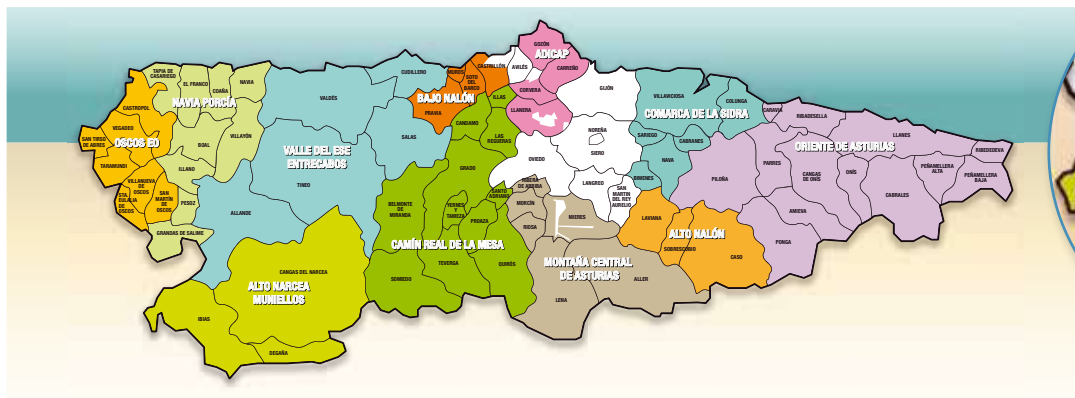 GOZÓN
ADICAP
CARREÑO
AVILÉS
CASTRILLÓN
CORVERA
LLANERA
TAPIA DE
CASARIEGO
EL FRANCO
COAÑA
NAVIA
NAVIA PORCÍA
VILLAYÓN
BOAL
ILLANO
PESOZ
GRANDAS DE SALIME
CASTROPOL
VEGADEO
SAN TIRSO
DE ABRES
OSCOS EO
TARAMUNDI
VILLANUEVA
DE OSCOS
STA.
EULALIA
DE
OSCOS
SAN
MARTÍN
DE OSCOS
VALDÉS
CUDILLERO
SALAS
VALLE DEL ESE
ENTRECABOS
TINEO
ALLANDE
MUROS
SOTO
DEL
BARCO
BAJO NALÓN
PRAVIA
ILLAS
CANDAMO
LAS
REGUERAS
GRADO
BELMONTE
DE
MIRANDA
YERNES
Y
TAMEZA
PROAZA
SANTO
ADRIANO
CAMÍN REAL DE LA MESA
TEVERGA
QUIRÓS
SOMIEDO
CANGAS DEL NARCEA
ALTO NARCEA
MUNIELLOS
IBIAS
DEGAÑA
GIJÓN
NOREÑA
SIERO
OVIEDO
LANGREO
SAN
MARTIN
DEL REY
AURELIO
RIBERA
DE ARRIBA
MORCÍN
RIOSA
MIERES
MONTAÑA CENTRAL
DE ASTURIAS
LENA
ALLER
VILLAVICIOSA
COLUNGA
COMARCA DE LA SIDRA
SARIEGO
CABRANES
NAVA
BIMENES
LAVIANA
ALTO NALÓN
SOBRESCOBIO
CASO
CARAVIA
RIBADESELLA
LLANES
RIBEDEDEVA
ORIENTE DE ASTURIAS
PILOÑA
PARRES
CANGAS
DE ONÍS
ONÍS
CABRALES
PEÑAMELLERA
ALTA
PEÑAMELLERA
BAJA
AMIEVA
PONGA